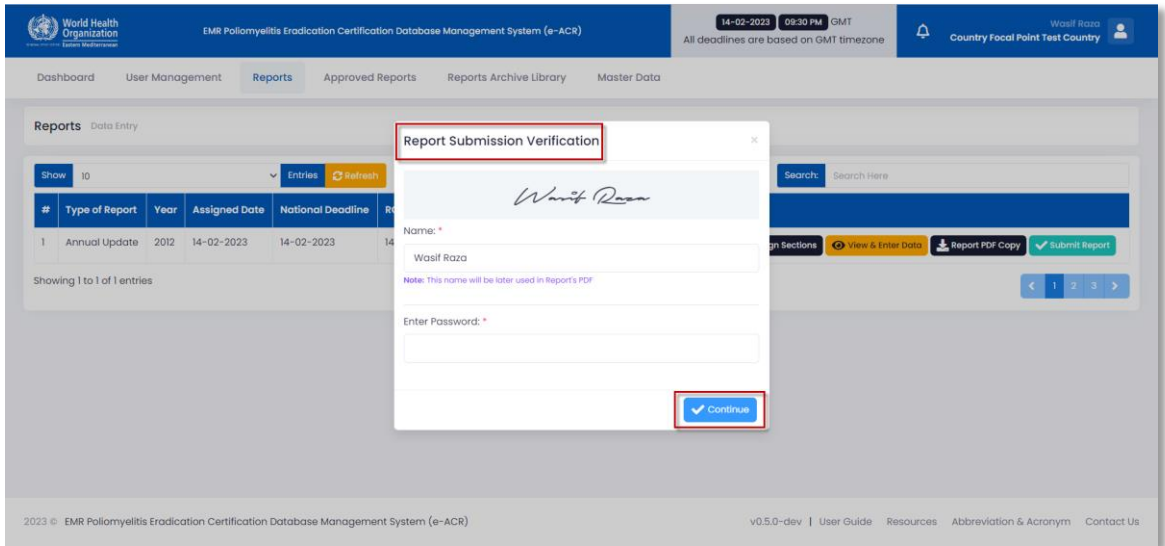 World Health
Organization
Eastern Mediterranean
EMR Poliomyelitis Eradication Certification Database Management System (e-ACR)
14-02-2023 09:30 PM GMT
All deadlines are based on GMT timezone
Wasif Raza
Country Focal Point Test Country
Dashboard User Management Reports Approved Reports Reports Archive Library Master Data
Reports Data Entry
Report Submission Verification ×
Show 10 Entries Refresh
Search: Search Here
Wasif Raza
# Type of Report Year Assigned Date National Deadline
Name: *
1 Annual Update 2012 14-02-2023 14-02-2023 14
gn Sections View & Enter Data Report PDF Copy Submit Report
Wasif Raza
Showing 1 to 1 of 1 entries
Note: This name will be later used in Report's PDF
< 1 2 3 >
Enter Password: *
Continue
2023 © EMR Poliomyelitis Eradication Certification Database Management System (e-ACR)
v0.5.0-dev | User Guide Resources Abbreviation & Acronym Contact Us